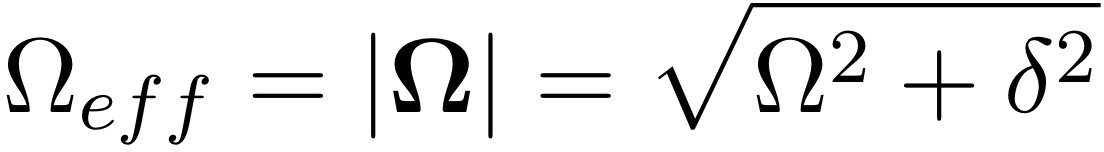 Ω_{eff} = |𝛀| = √(Ω² + δ²)